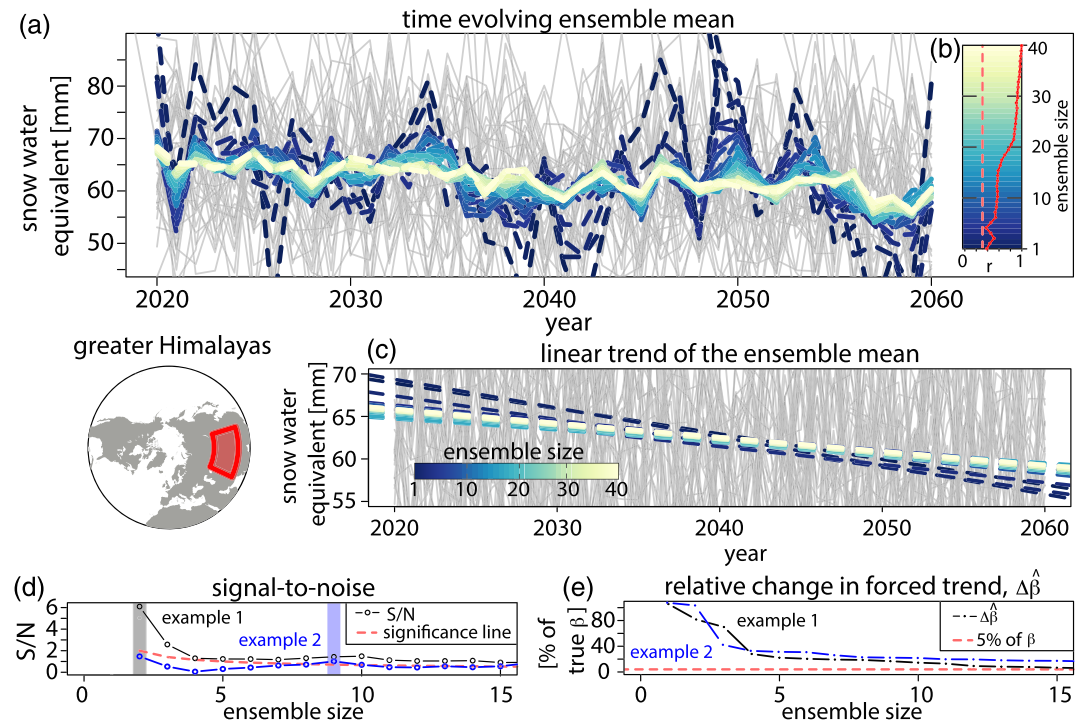 (a)
time evolving ensemble mean
snow water
equivalent [mm]
80
70
60
50
2020
2030
2040
2050
2060
year
(b)
40
30
20
10
1
ensemble size
0
r
1
greater Himalayas
(c)
linear trend of the ensemble mean
snow water
equivalent [mm]
70
65
60
55
ensemble size
1
10
20
30
40
2020
2030
2040
2050
2060
year
(d)
signal-to-noise
S/N
6
4
2
0
example 1
example 2
S/N
significance line
0
5
10
15
ensemble size
(e)
relative change in forced trend, Δβ̂
[% of
true β ]
80
40
0
example 1
example 2
Δβ̂
5% of β
0
5
10
15
ensemble size